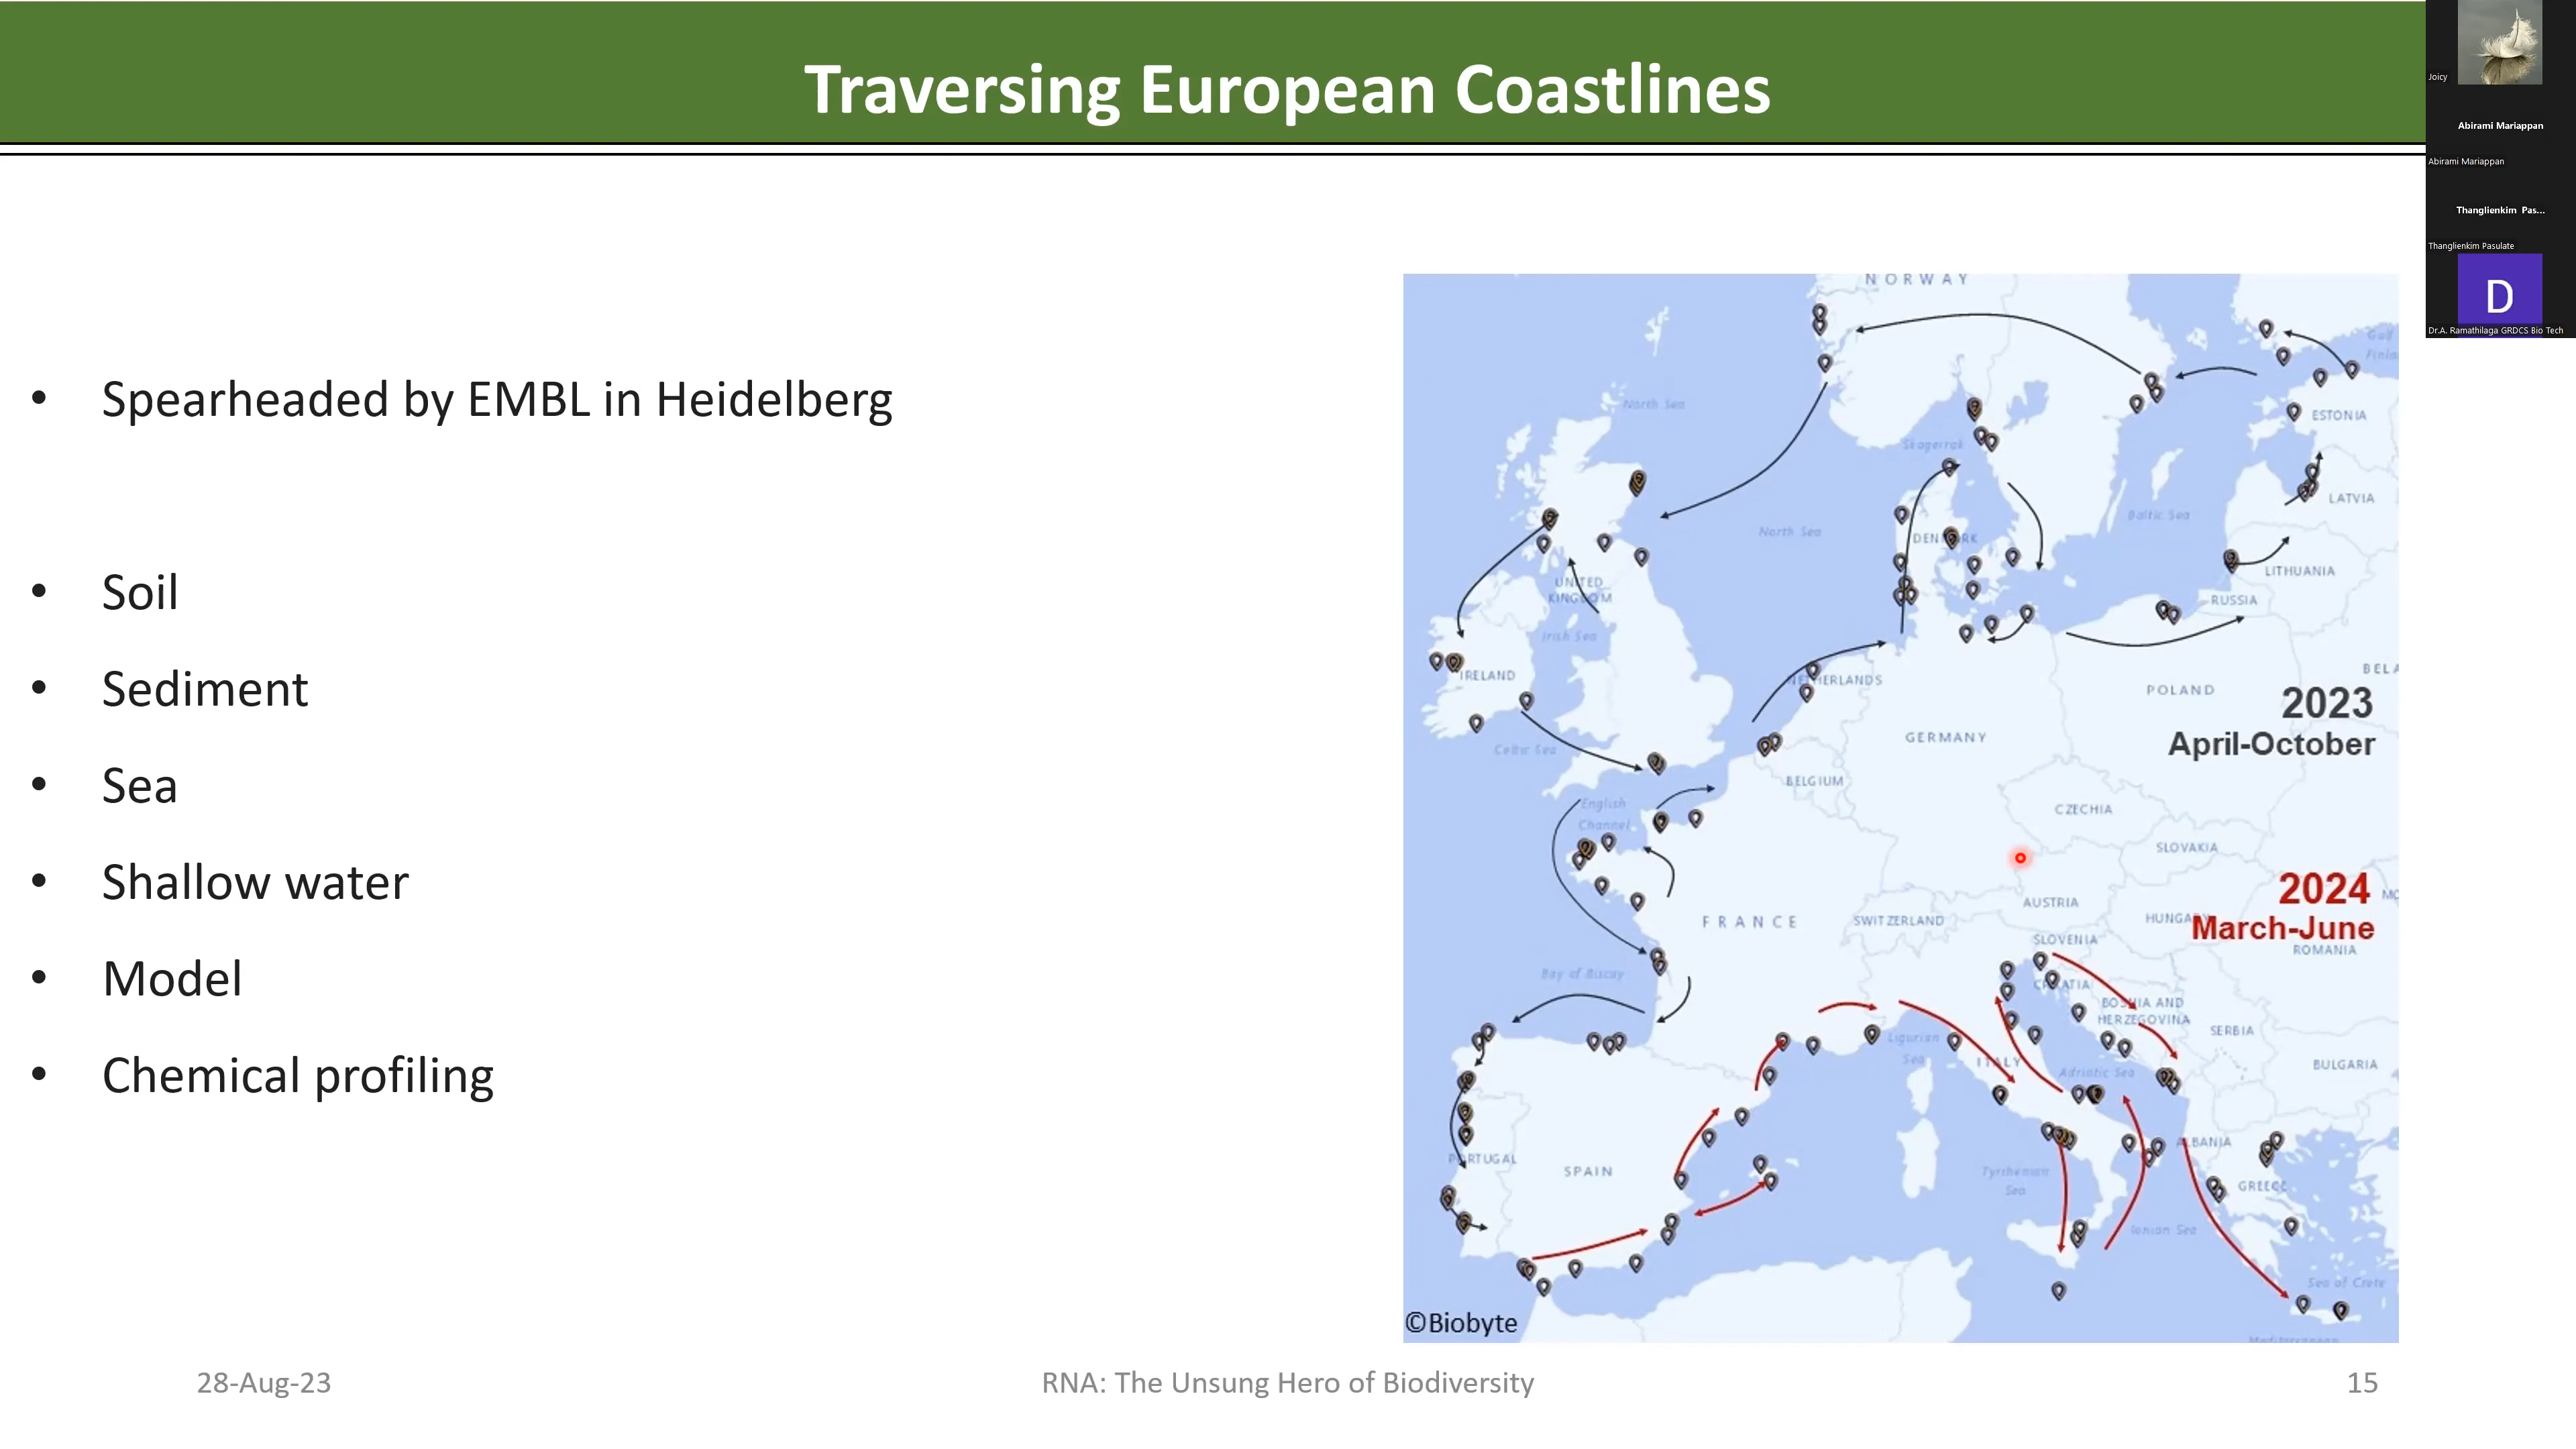 Traversing European Coastlines
• Spearheaded by EMBL in Heidelberg
• Soil
• Sediment
• Sea
• Shallow water
• Model
• Chemical profiling
NORWAY
North Sea
Skagerrak
ESTONIA
LATVIA
Baltic Sea
North Sea
LITHUANIA
UNITED
KINGDOM
RUSSIA
Irish Sea
IRELAND
POLAND
2023
April-October
GERMANY
Celtic Sea
BELGIUM
English
Channel
CZECHIA
SLOVAKIA
2024
March-June
AUSTRIA
FRANCE
SWITZERLAND
SLOVENIA
ROMANIA
Bay of Biscay
BOSNIA AND
HERZEGOVINA
SERBIA
Ligurian
Sea
ITALY
BULGARIA
Adriatic Sea
PORTUGAL
SPAIN
ALBANIA
Tyrrhenian
Sea
GREECE
Ionian Sea
Sea of Crete
©Biobyte
28-Aug-23
RNA: The Unsung Hero of Biodiversity
15
Joicy
Abirami Mariappan
Abirami Mariappan
Thanglienkim Pas...
Thanglienkim Pasulate
D
Dr.A. Ramathilaga GRDCS Bio Tech